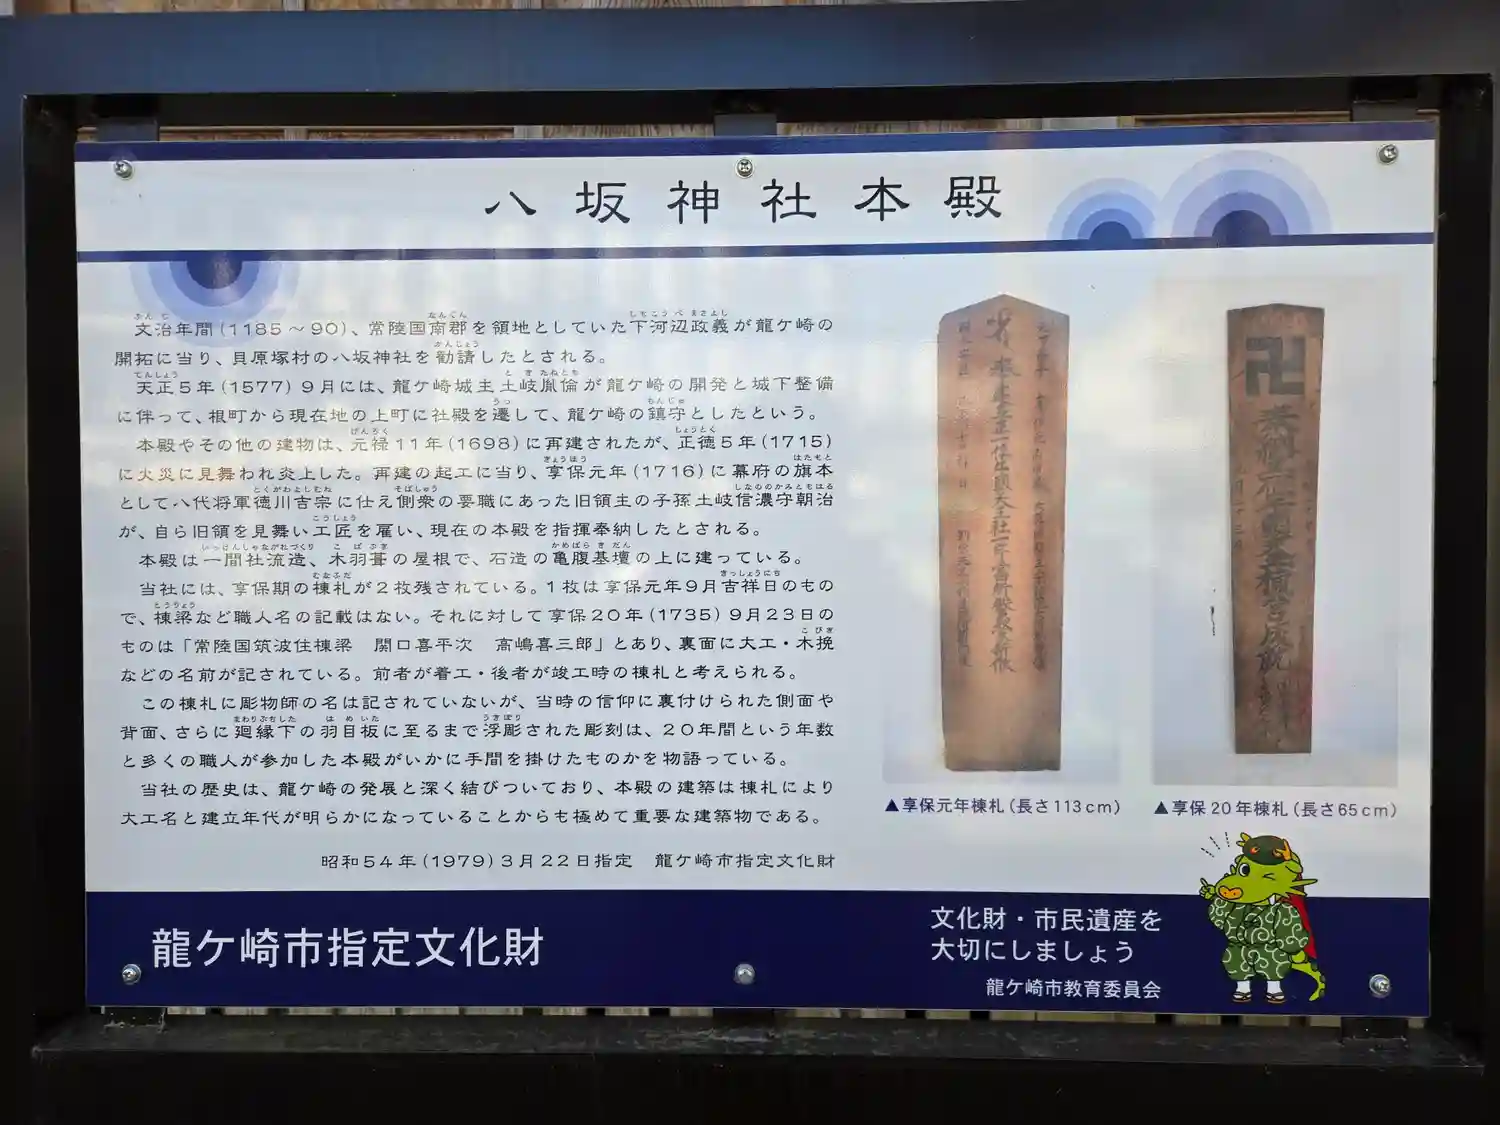 八坂神社本殿
文治年間(1185～90)、常陸国南郡を領地としていた下河辺政義が龍ケ崎の
開拓に当り、貝原塚村の八坂神社を勧請したとされる。
天正5年(1577)9月には、龍ケ崎城主土岐胤倫が龍ケ崎の開発と城下整備
に伴って、根町から現在地の上町に社殿を遷して、龍ケ崎の鎮守としたという。
本殿やその他の建物は、元禄11年(1698)に再建されたが、正徳5年(1715)
に火災に見舞われ炎上した。再建の起工に当り、享保元年(1716)に幕府の旗本
として八代将軍徳川吉宗に仕え側衆の要職にあった旧領主の子孫土岐信濃守朝治
が、自ら旧領を見舞い工匠を雇い、現在の本殿を指揮奉納したとされる。
本殿は一間社流造、木羽葺の屋根で、石造の亀腹基壇の上に建っている。
当社には、享保期の棟札が2枚残されている。1枚は享保元年9月吉祥日のもの
で、棟梁など職人名の記載はない。それに対して享保20年(1735)9月23日の
ものは「常陸国筑波住棟梁 関口喜平次 高嶋喜三郎」とあり、裏面に大工・木挽
などの名前が記されている。前者が着工・後者が竣工時の棟札と考えられる。
この棟札に彫物師の名は記されていないが、当時の信仰に裏付けられた側面や
背面、さらに廻縁下の羽目板に至るまで浮彫された彫刻は、20年間という年数
と多くの職人が参加した本殿がいかに手間を掛けたものかを物語っている。
当社の歴史は、龍ケ崎の発展と深く結びついており、本殿の建築は棟札により
大工名と建立年代が明らかになっていることからも極めて重要な建築物である。
昭和54年(1979)3月22日指定 龍ケ崎市指定文化財
▲享保元年棟札(長さ113cm)
▲享保20年棟札(長さ65cm)
龍ケ崎市指定文化財
文化財・市民遺産を
大切にしましょう
龍ケ崎市教育委員会